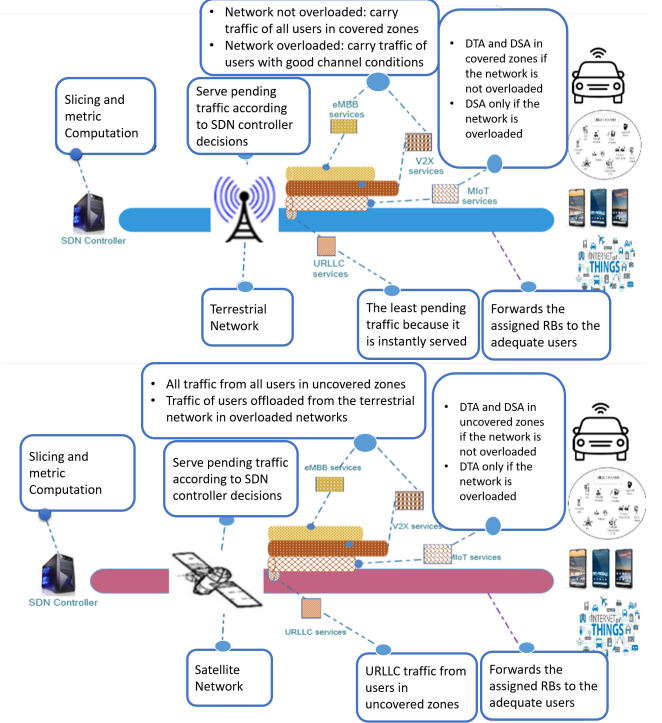 • Network not overloaded: carry
traffic of all users in covered zones
• Network overloaded: carry traffic of
users with good channel conditions
• DTA and DSA in
covered zones if
the network is
not overloaded
• DSA only if the
network is
overloaded
Slicing and
metric
Computation
Serve pending
traffic according
to SDN controller
decisions
eMBB
services
V2X
services
MIoT
services
SDN Controller
URLLC
services
INTERNET of
THINGS
Terrestrial
Network
The least pending
traffic because it
is instantly served
Forwards the
assigned RBs to the
adequate users
• All traffic from all users in uncovered zones
• Traffic of users offloaded from the terrestrial
network in overloaded networks
• DTA and DSA in
uncovered zones
if the network is
not overloaded
• DTA only if the
network is
overloaded
Slicing and
metric
Computation
Serve pending traffic
according to SDN
controller decisions
eMBB services
V2X services
MIoT services
SDN Controller
URLLC services
INTERNET of
THINGS
Satellite
Network
URLLC traffic from
users in
uncovered zones
Forwards the
assigned RBs to the
adequate users